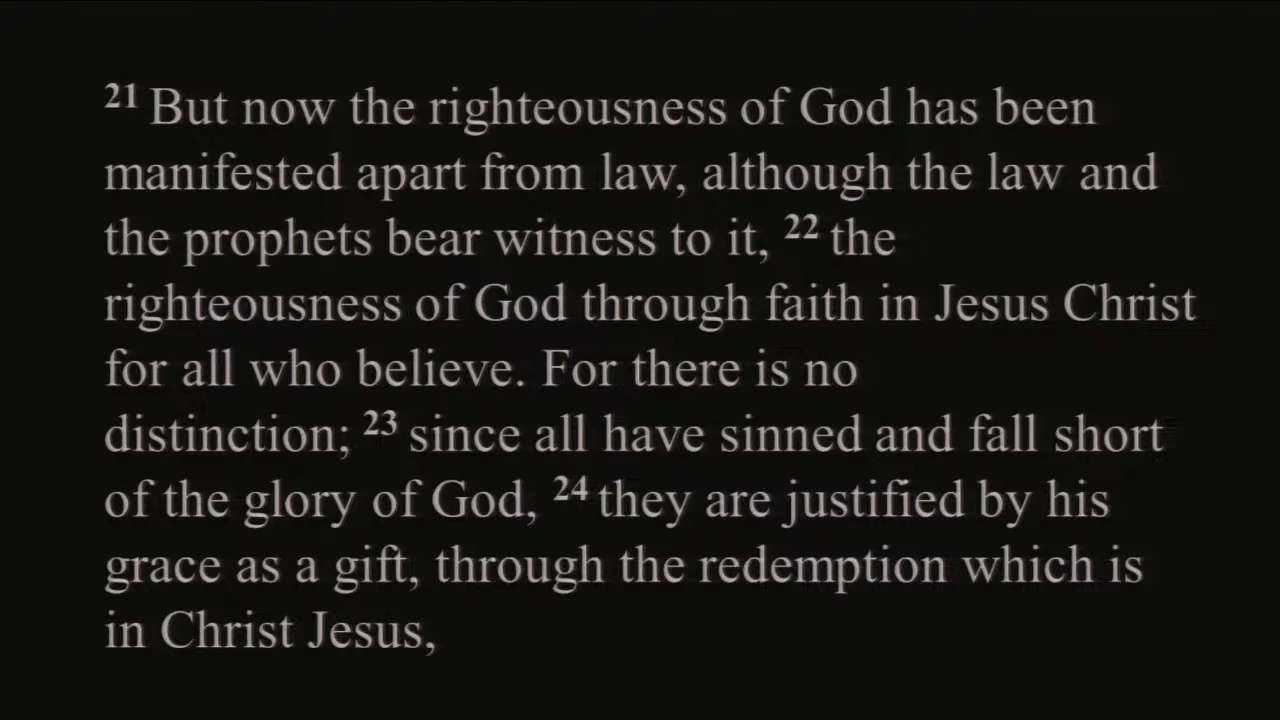 21 But now the righteousness of God has been
manifested apart from law, although the law and
the prophets bear witness to it, 22 the
righteousness of God through faith in Jesus Christ
for all who believe. For there is no
distinction; 23 since all have sinned and fall short
of the glory of God, 24 they are justified by his
grace as a gift, through the redemption which is
in Christ Jesus,